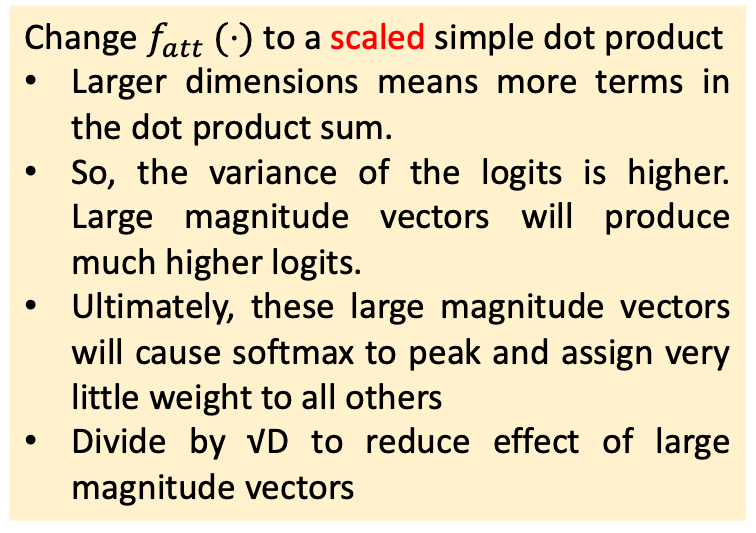 Change f_att (·) to a scaled simple dot product
• Larger dimensions means more terms in
the dot product sum.
• So, the variance of the logits is higher.
Large magnitude vectors will produce
much higher logits.
• Ultimately, these large magnitude vectors
will cause softmax to peak and assign very
little weight to all others
• Divide by √D to reduce effect of large
magnitude vectors